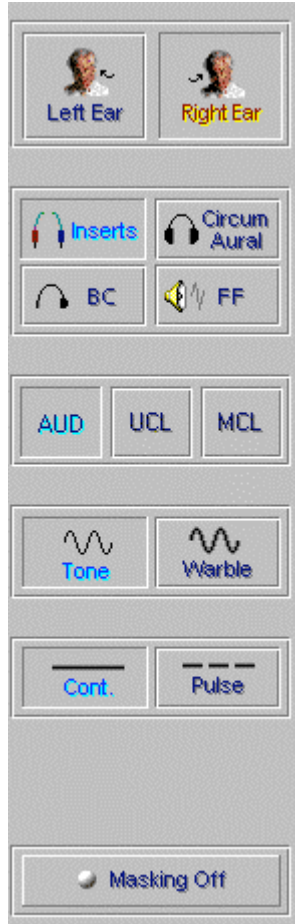 Left Ear
Right Ear
Inserts
Circum
Aural
BC
FF
AUD
UCL
MCL
Tone
Warble
Cont.
Pulse
Masking Off